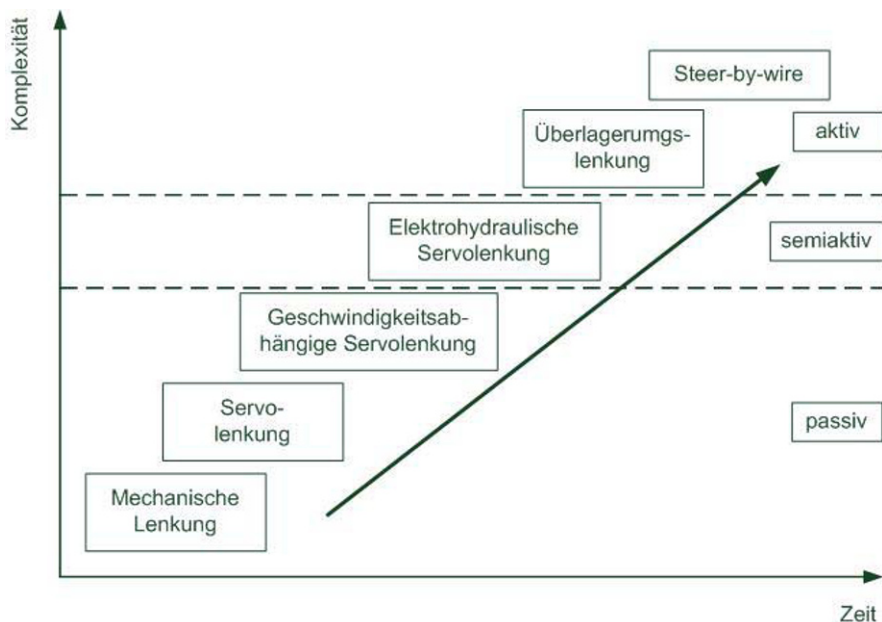 Komplexität
Steer-by-wire
Überlagerumgs-
lenkung
aktiv
Elektrohydraulische
Servolenkung
semiaktiv
Geschwindigkeitsab-
hängige Servolenkung
Servo-
lenkung
passiv
Mechanische
Lenkung
Zeit